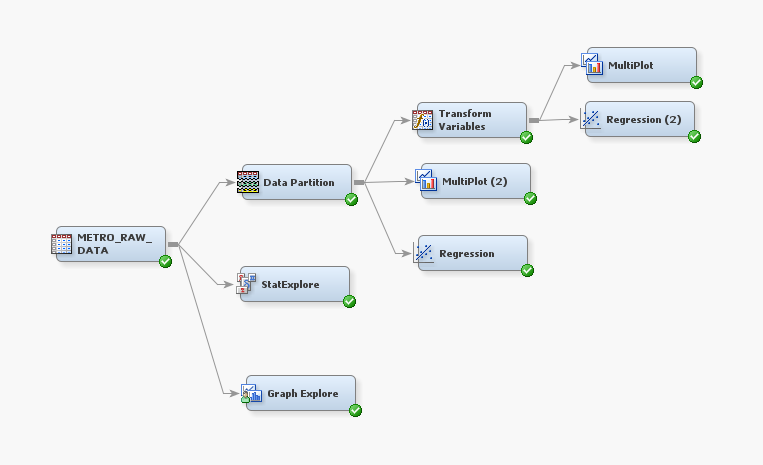 MultiPlot
Transform
Variables
Regression (2)
Data Partition
MultiPlot (2)
METRO_RAW_
DATA
Regression
StatExplore
Graph Explore